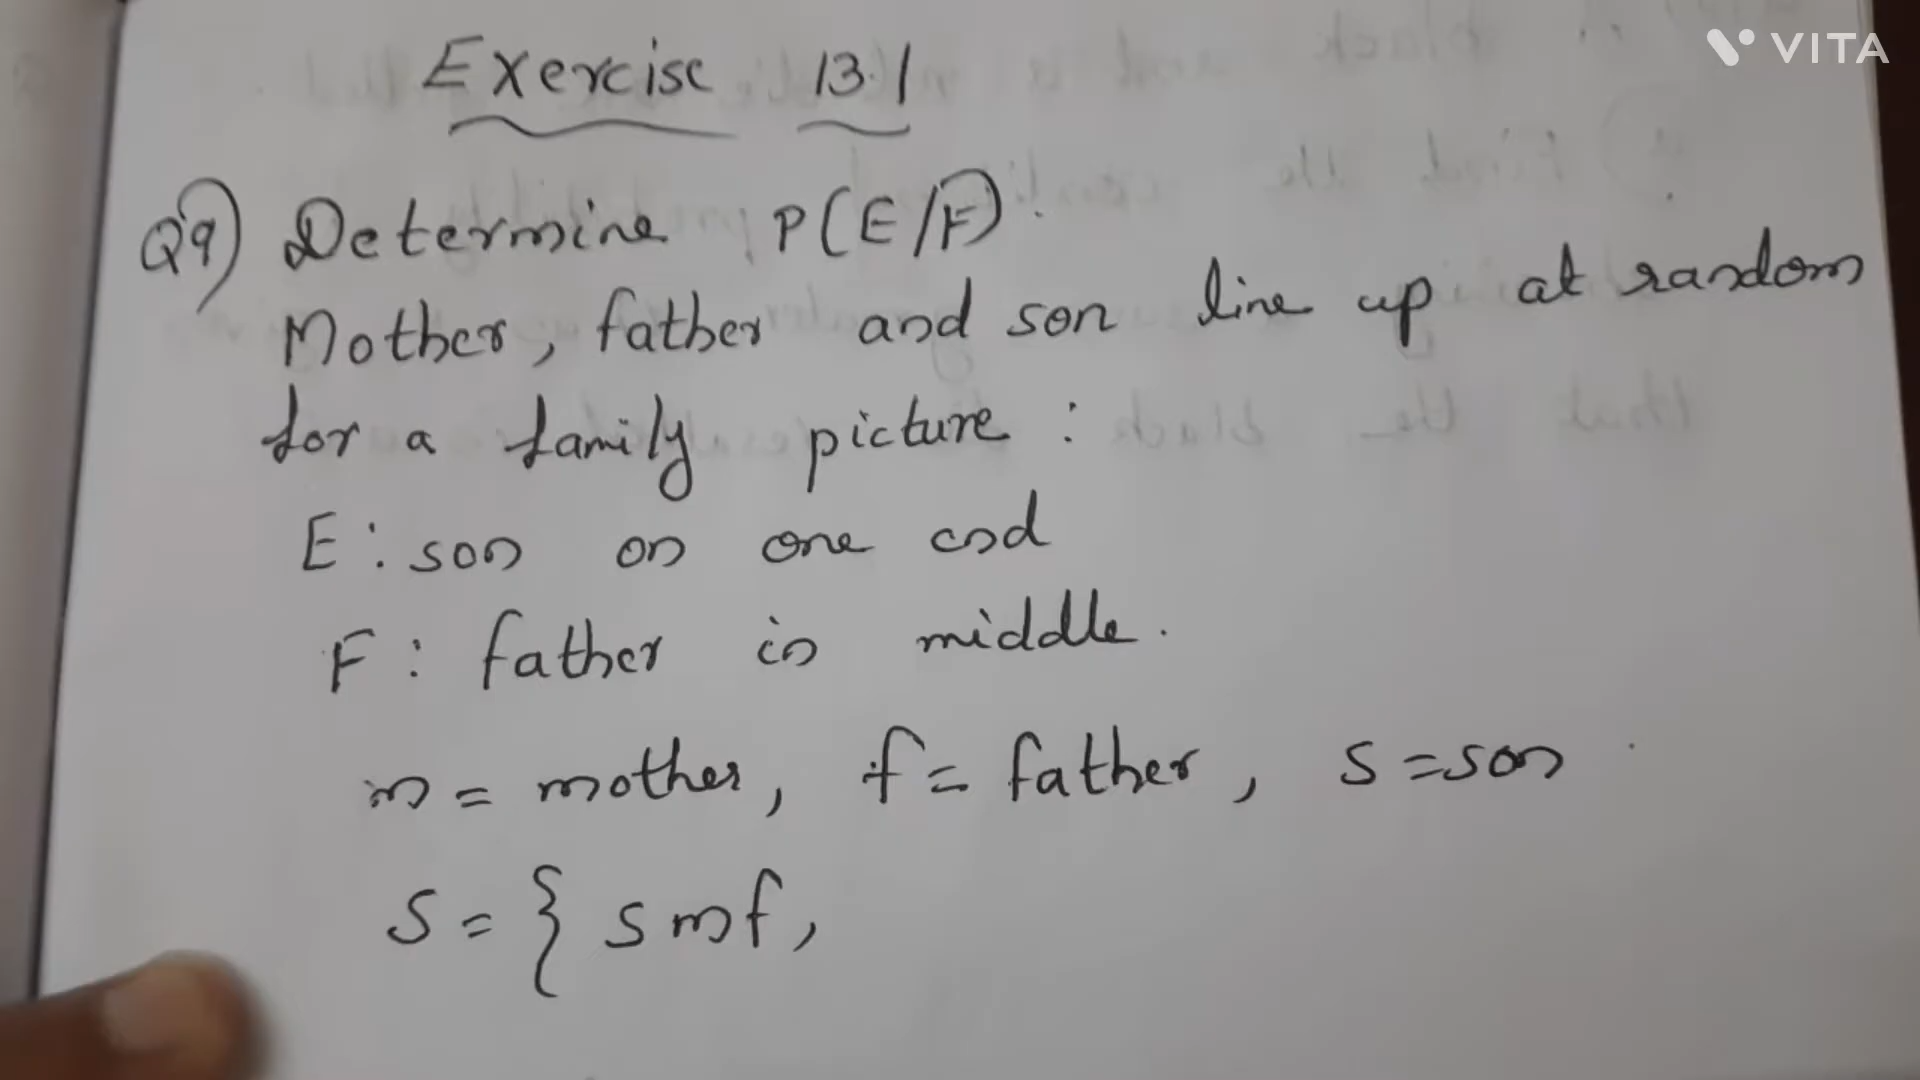 VITA
Exercise 13.1
Q9) Determine P(E/F).
Mother, father and son line up at random
for a family picture :
E : son on one end
F : father in middle.
m = mother, f = father, s = son
S = { smf,